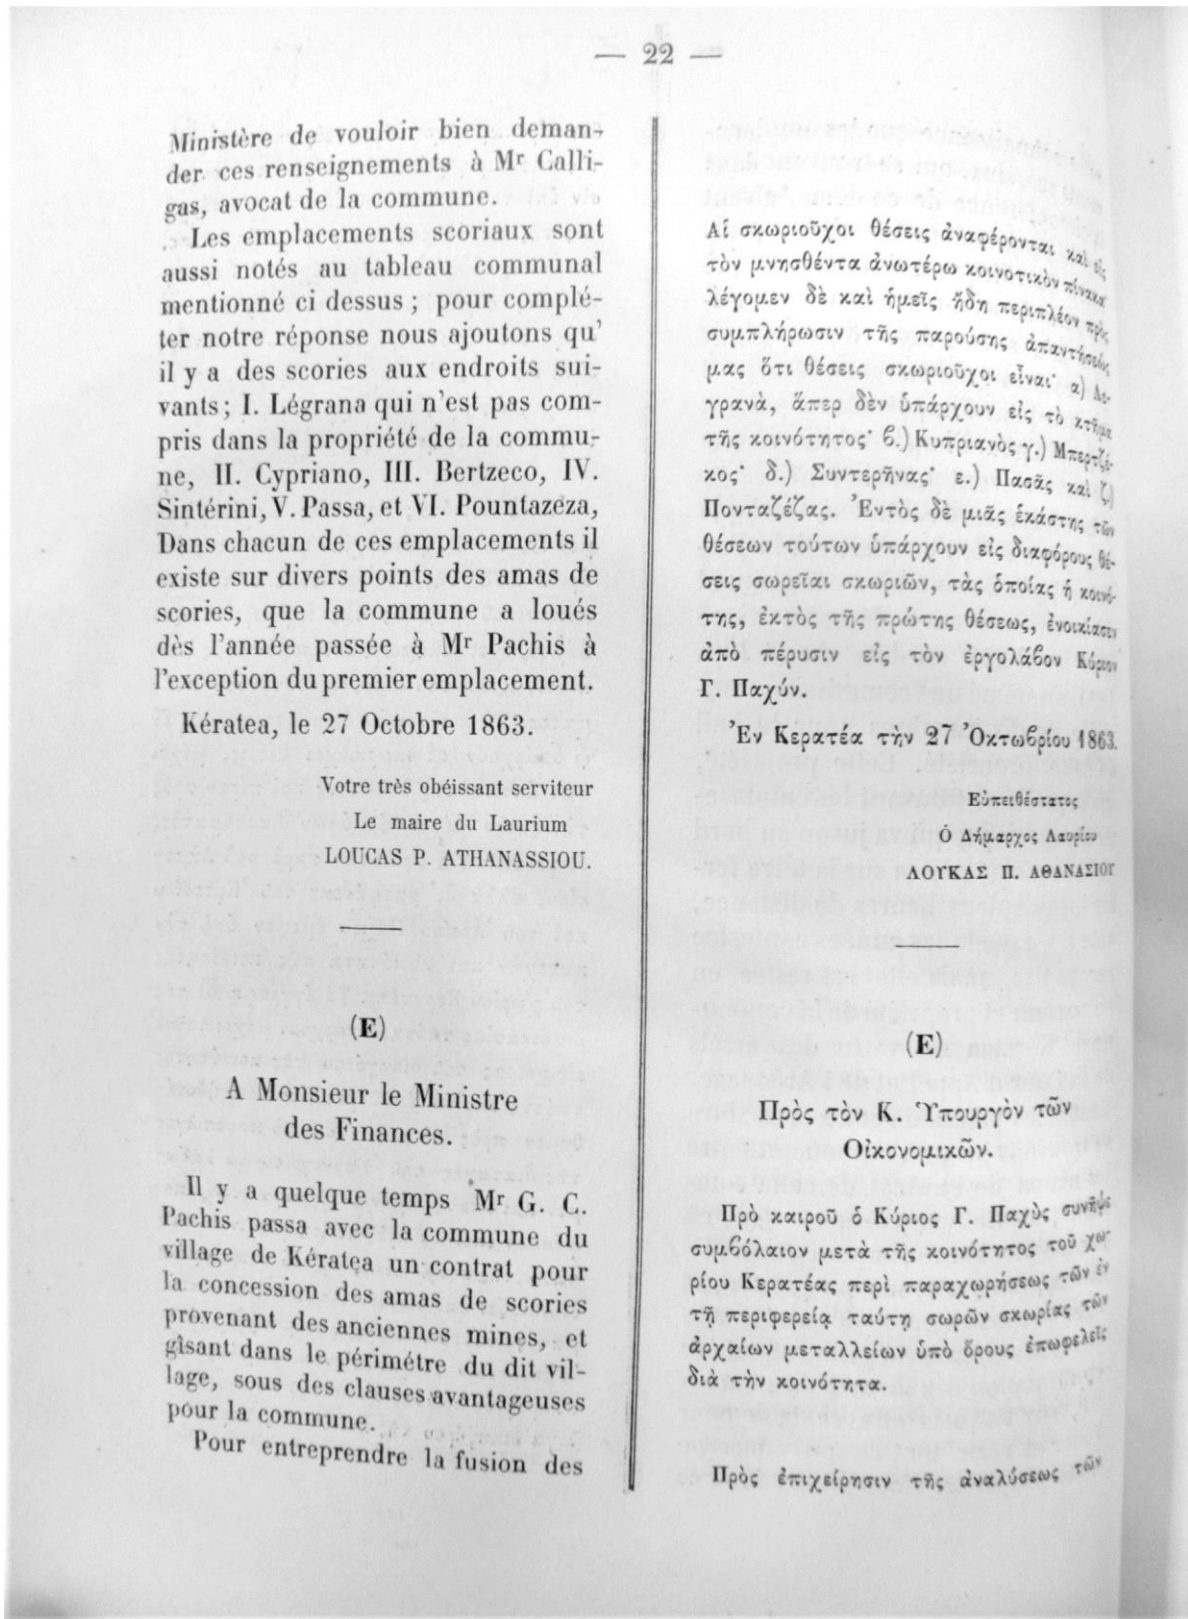 — 22 —
Ministère de vouloir bien deman-
der ces renseignements à Mr Calli-
gas, avocat de la commune.
Les emplacements scoriaux sont
aussi notés au tableau communal
mentionné ci dessus ; pour complé-
ter notre réponse nous ajoutons qu'
il y a des scories aux endroits sui-
vants ; I. Légrana qui n'est pas com-
pris dans la propriété de la commu-
ne, II. Cypriano, III. Bertzeco, IV.
Sintérini, V. Passa, et VI. Pountazéza,
Dans chacun de ces emplacements il
existe sur divers points des amas de
scories, que la commune a loués
dès l'année passée à Mr Pachis à
l'exception du premier emplacement.
Kératea, le 27 Octobre 1863.
Votre très obéissant serviteur
Le maire du Laurium
LOUCAS P. ATHANASSIOU.
(E)
A Monsieur le Ministre
des Finances.
Il y a quelque temps Mr G. C.
Pachis passa avec la commune du
village de Kératea un contrat pour
la concession des amas de scories
provenant des anciennes mines, et
gîsant dans le périmétre du dit vil-
lage, sous des clauses avantageuses
pour la commune.
Pour entreprendre la fusion des
Αἱ σκωριοῦχοι θέσεις ἀναφέρονται καὶ εἰς
τὸν μνησθέντα ἀνωτέρω κοινοτικὸν πίνακα
λέγομεν δὲ καὶ ἡμεῖς ἤδη περιπλέον πρὸς
συμπλήρωσιν τῆς παρούσης ἀπαντήσεώς
μας ὅτι θέσεις σκωριοῦχοι εἶναι· α) Λε-
γρανὰ, ἅπερ δὲν ὑπάρχουν εἰς τὸ κτῆμα
τῆς κοινότητος· β.) Κυπριανὸς γ.) Μπερτζέ-
κος· δ.) Συντερῆνας· ε.) Πασᾶς καὶ ζ.)
Πονταζέζας. Ἐντὸς δὲ μιᾶς ἑκάστης τῶν
θέσεων τούτων ὑπάρχουν εἰς διαφόρους θέ-
σεις σωρεῖαι σκωριῶν, τὰς ὁποίας ἡ κοινό-
της, ἐκτὸς τῆς πρώτης θέσεως, ἐνοικίασεν
ἀπὸ πέρυσιν εἰς τὸν ἐργολάβον Κύριον
Γ. Παχύν.
Ἐν Κερατέα τὴν 27 Ὀκτωβρίου 1863.
Εὐπειθέστατος
Ὁ Δήμαρχος Λαυρίου
ΛΟΥΚΑΣ Π. ΑΘΑΝΑΣΙΟΥ
(E)
Πρὸς τὸν Κ. Ὑπουργὸν τῶν
Οἰκονομικῶν.
Πρὸ καιροῦ ὁ Κύριος Γ. Παχὺς συνῆψε
συμβόλαιον μετὰ τῆς κοινότητος τοῦ χω-
ρίου Κερατέας περὶ παραχωρήσεως τῶν ἐν
τῇ περιφερείᾳ ταύτῃ σωρῶν σκωρίας τῶν
ἀρχαίων μεταλλείων ὑπὸ ὅρους ἐπωφελεῖς
διὰ τὴν κοινότητα.
Πρὸς ἐπιχείρησιν τῆς ἀναλύσεως τῶν